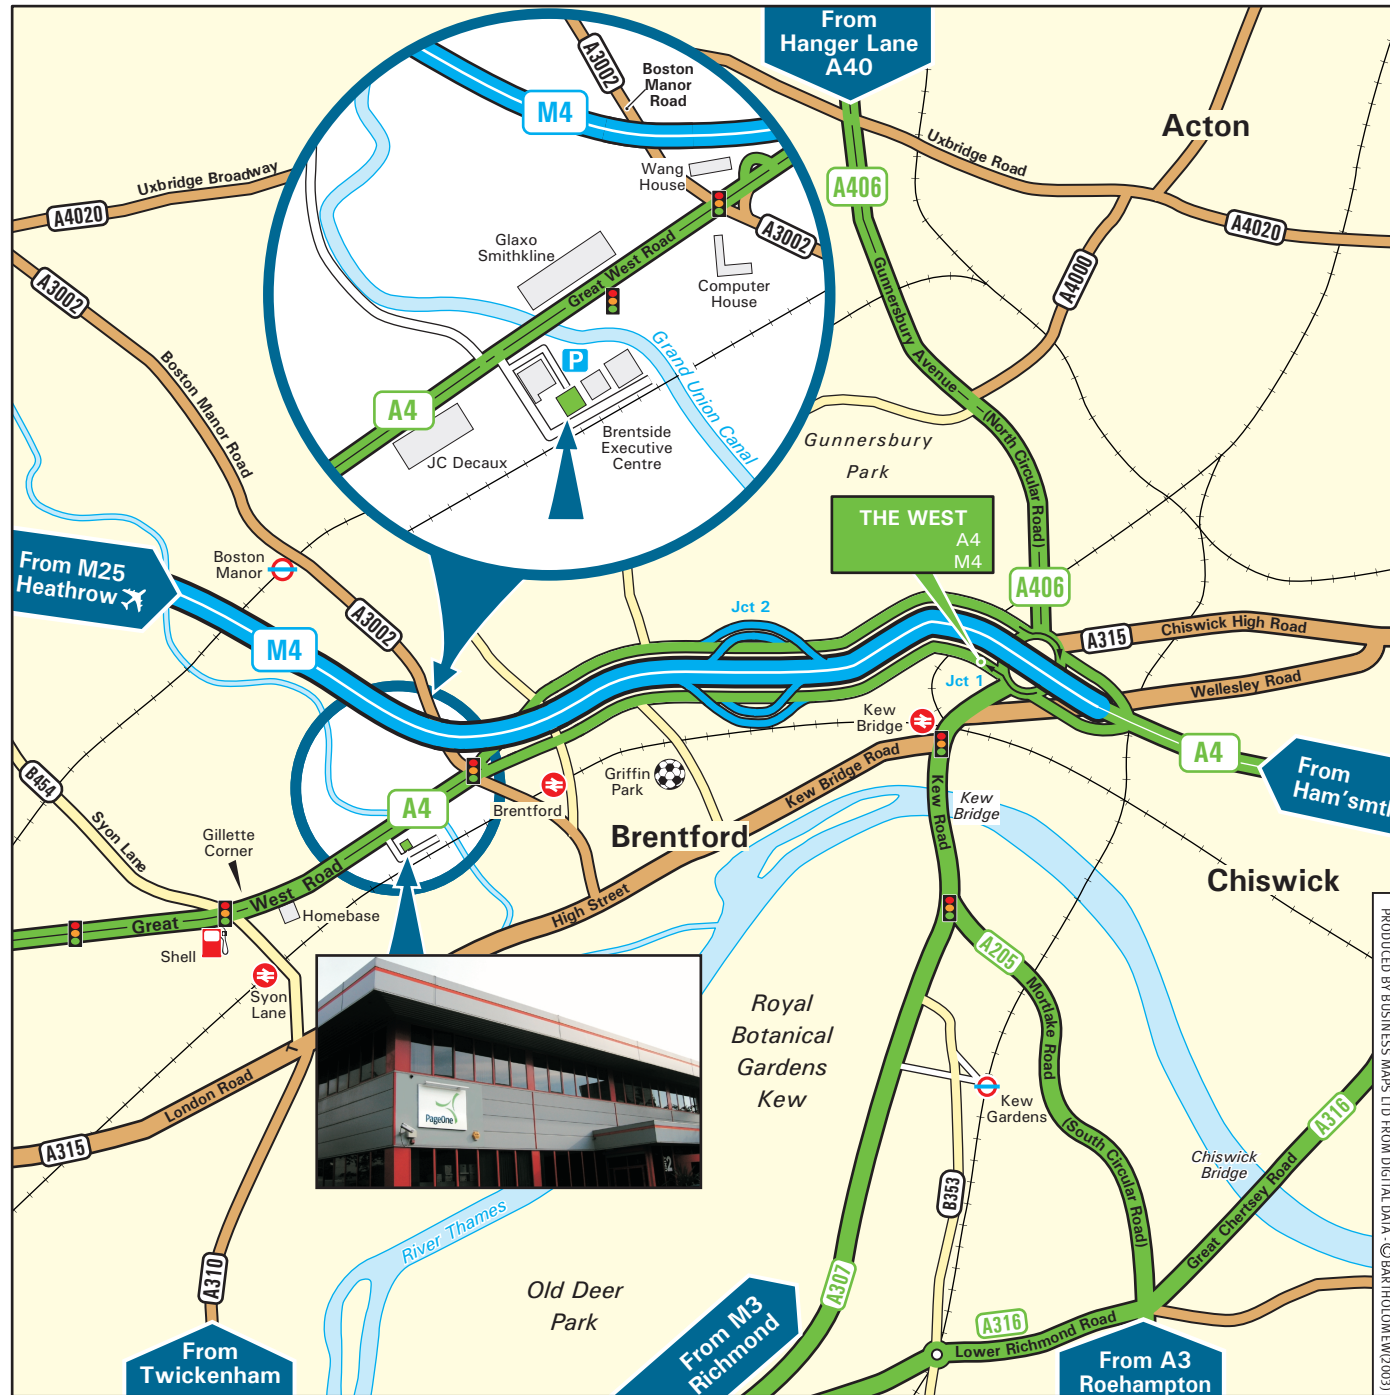 From
Hanger Lane
A40
A3002
Boston
Manor
Road
M4
Acton
Uxbridge Road
Wang
House
Uxbridge Broadway
A406
A4020
A4020
A3002
Glaxo
Smithkline
Great West Road
Computer
House
A3002
A4000
Gunnersbury Avenue
(North Circular Road)
P
Grand Union Canal
Boston Manor Road
A4
JC Decaux
Brentside
Executive
Centre
Gunnersbury
Park
THE WEST
A4
M4
From M25
Heathrow
Boston
Manor
A406
Jct 2
A3002
A315
Chiswick High Road
M4
Jct 1
Wellesley Road
Kew
Bridge
A4
From
Ham'smt
B454
Griffin
Park
Kew Bridge Road
Brentford
A4
Kew
Bridge
Kew Road
Syon Lane
Gillette
Corner
Brentford
Chiswick
Great West Road
Homebase
High Street
Shell
A205
Mortlake Road
Syon
Lane
Royal
Botanical
Gardens
Kew
London Road
PageOne
Kew
Gardens
(South Circular Road)
A316
A315
Chiswick
Bridge
Great Chertsey Road
B353
River Thames
A310
Old Deer
Park
A307
A316
Lower Richmond Road
From
Twickenham
From M3
Richmond
From A3
Roehampton
PRODUCED BY BUSINESS MAPS LTD FROM DIGITAL DATA - ©BARTHOLOMEW(2003)